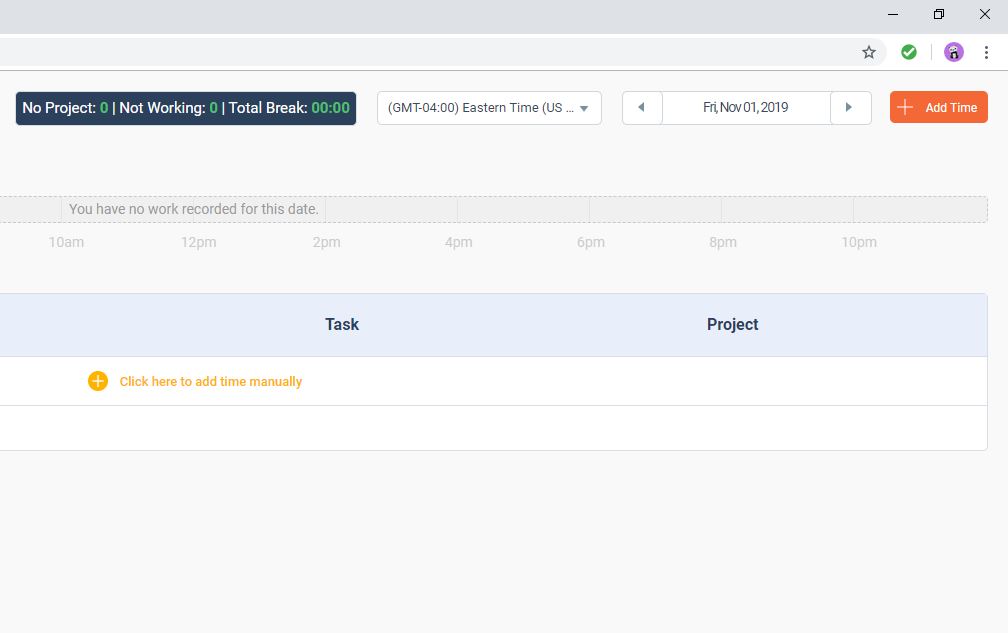 No Project: 0 | Not Working: 0 | Total Break: 00:00
(GMT-04:00) Eastern Time (US ...
Fri, Nov 01, 2019
Add Time
You have no work recorded for this date.
10am 12pm 2pm 4pm 6pm 8pm 10pm
Task Project
Click here to add time manually